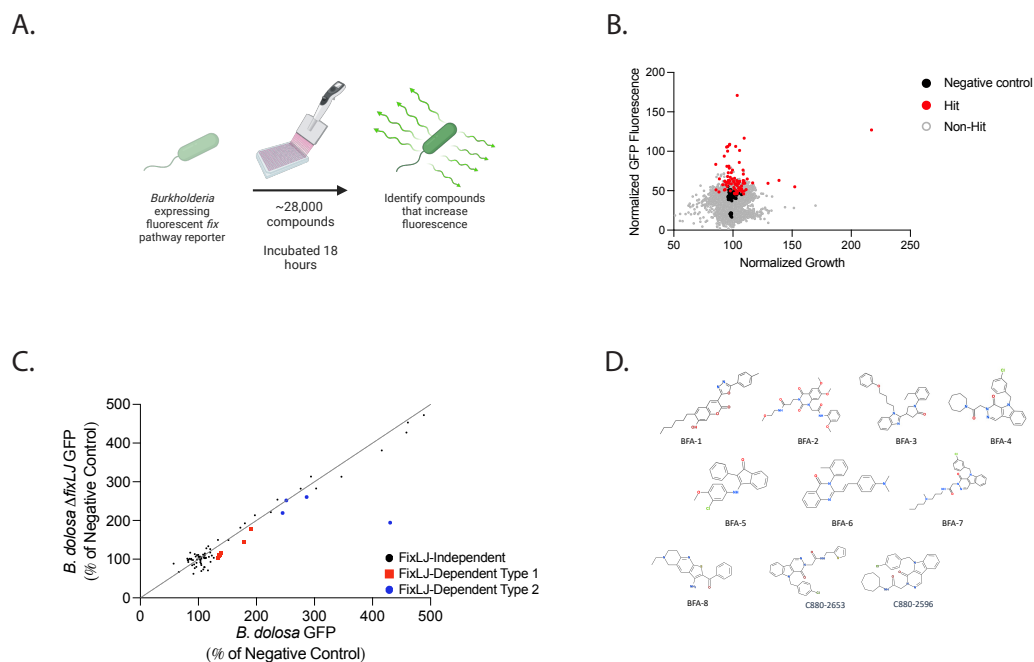 A.
Burkholderia
expressing
fluorescent fix
pathway reporter
~28,000
compounds
Incubated 18
hours
Identify compounds
that increase
fluorescence
B.
Normalized GFP Fluorescence
200
150
100
50
0
50
100
150
200
250
Normalized Growth
Negative control
Hit
Non-Hit
C.
B. dolosa ΔfixLJ GFP
(% of Negative Control)
500
400
300
200
100
0
0
100
200
300
400
500
B. dolosa GFP
(% of Negative Control)
FixLJ-Independent
FixLJ-Dependent Type 1
FixLJ-Dependent Type 2
D.
BFA-1
BFA-2
BFA-3
BFA-4
BFA-5
BFA-6
BFA-7
BFA-8
C880-2653
C880-2596